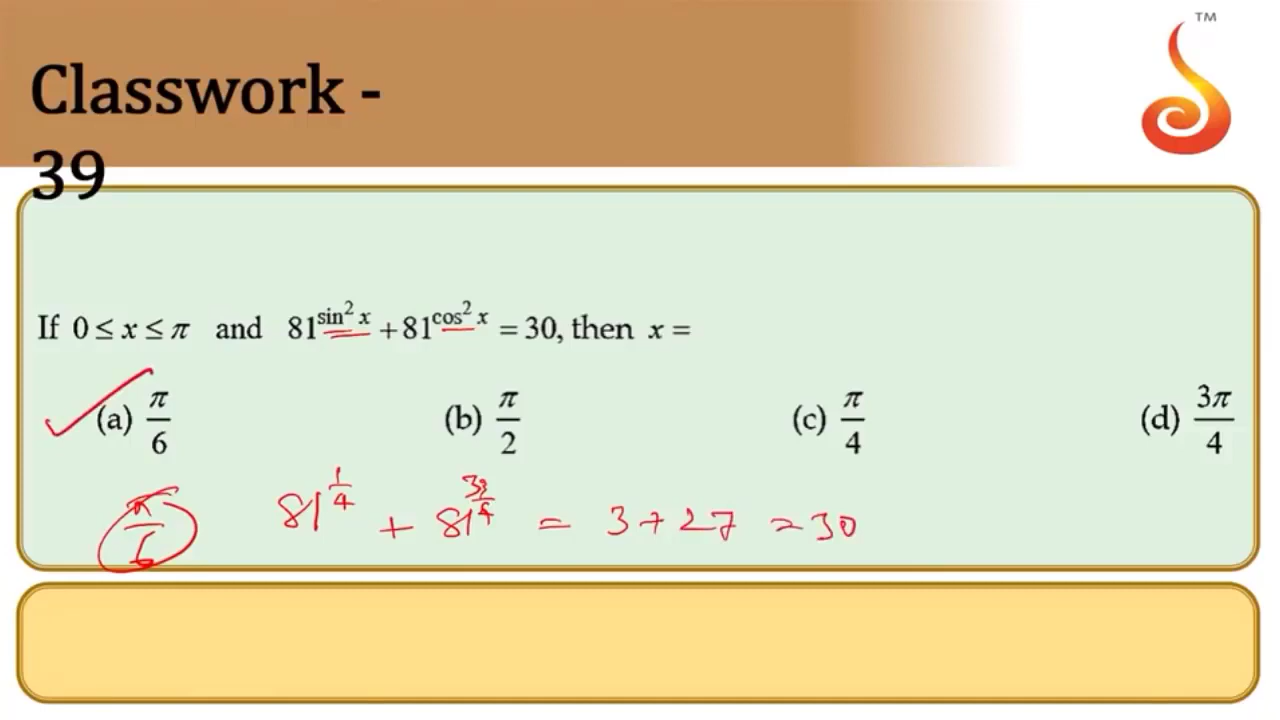 TM
Classwork -
39
If 0 ≤ x ≤ π and 81^{sin² x} + 81^{cos² x} = 30, then x =
(a) π/6 (b) π/2 (c) π/4 (d) 3π/4
π/6 81^{1/4} + 81^{3/4} = 3 + 27 = 30